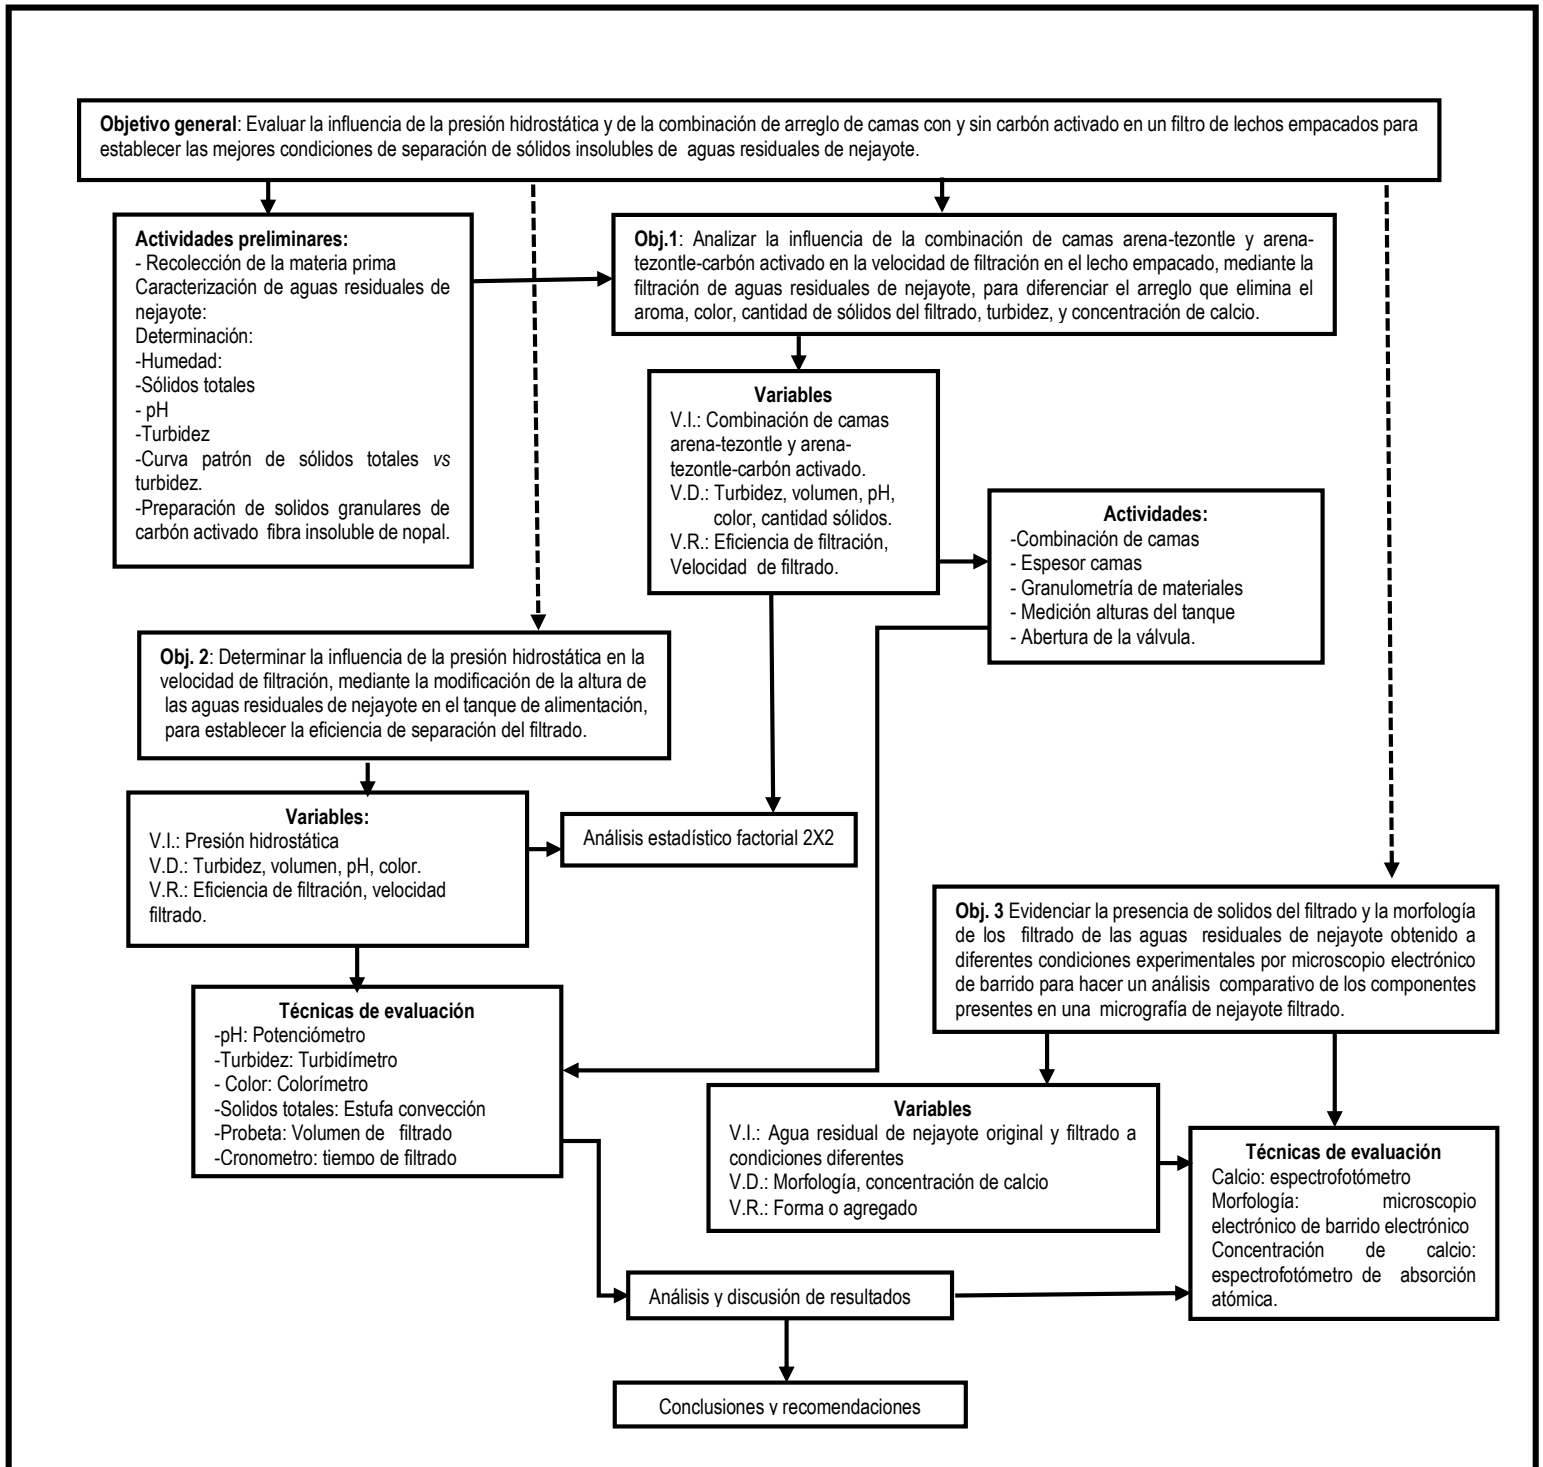 Objetivo general: Evaluar la influencia de la presión hidrostática y de la combinación de arreglo de camas con y sin carbón activado en un filtro de lechos empacados para
establecer las mejores condiciones de separación de sólidos insolubles de aguas residuales de nejayote.
Actividades preliminares:
- Recolección de la materia prima
Caracterización de aguas residuales de
nejayote:
Determinación:
-Humedad:
-Sólidos totales
- pH
-Turbidez
-Curva patrón de sólidos totales vs
turbidez.
-Preparación de solidos granulares de
carbón activado fibra insoluble de nopal.
Obj.1: Analizar la influencia de la combinación de camas arena-tezontle y arena-
tezontle-carbón activado en la velocidad de filtración en el lecho empacado, mediante la
filtración de aguas residuales de nejayote, para diferenciar el arreglo que elimina el
aroma, color, cantidad de sólidos del filtrado, turbidez, y concentración de calcio.
Variables
V.I.: Combinación de camas
arena-tezontle y arena-
tezontle-carbón activado.
V.D.: Turbidez, volumen, pH,
color, cantidad sólidos.
V.R.: Eficiencia de filtración,
Velocidad de filtrado.
Actividades:
-Combinación de camas
- Espesor camas
- Granulometría de materiales
- Medición alturas del tanque
- Abertura de la válvula.
Obj. 2: Determinar la influencia de la presión hidrostática en la
velocidad de filtración, mediante la modificación de la altura de
las aguas residuales de nejayote en el tanque de alimentación,
para establecer la eficiencia de separación del filtrado.
Variables:
V.I.: Presión hidrostática
V.D.: Turbidez, volumen, pH, color.
V.R.: Eficiencia de filtración, velocidad
filtrado.
Análisis estadístico factorial 2X2
Obj. 3 Evidenciar la presencia de solidos del filtrado y la morfología
de los filtrado de las aguas residuales de nejayote obtenido a
diferentes condiciones experimentales por microscopio electrónico
de barrido para hacer un análisis comparativo de los componentes
presentes en una micrografía de nejayote filtrado.
Técnicas de evaluación
-pH: Potenciómetro
-Turbidez: Turbidímetro
- Color: Colorímetro
-Solidos totales: Estufa convección
-Probeta: Volumen de filtrado
-Cronometro: tiempo de filtrado
Variables
V.I.: Agua residual de nejayote original y filtrado a
condiciones diferentes
V.D.: Morfología, concentración de calcio
V.R.: Forma o agregado
Técnicas de evaluación
Calcio: espectrofotómetro
Morfología: microscopio
electrónico de barrido electrónico
Concentración de calcio:
espectrofotómetro de absorción
atómica.
Análisis y discusión de resultados
Conclusiones y recomendaciones